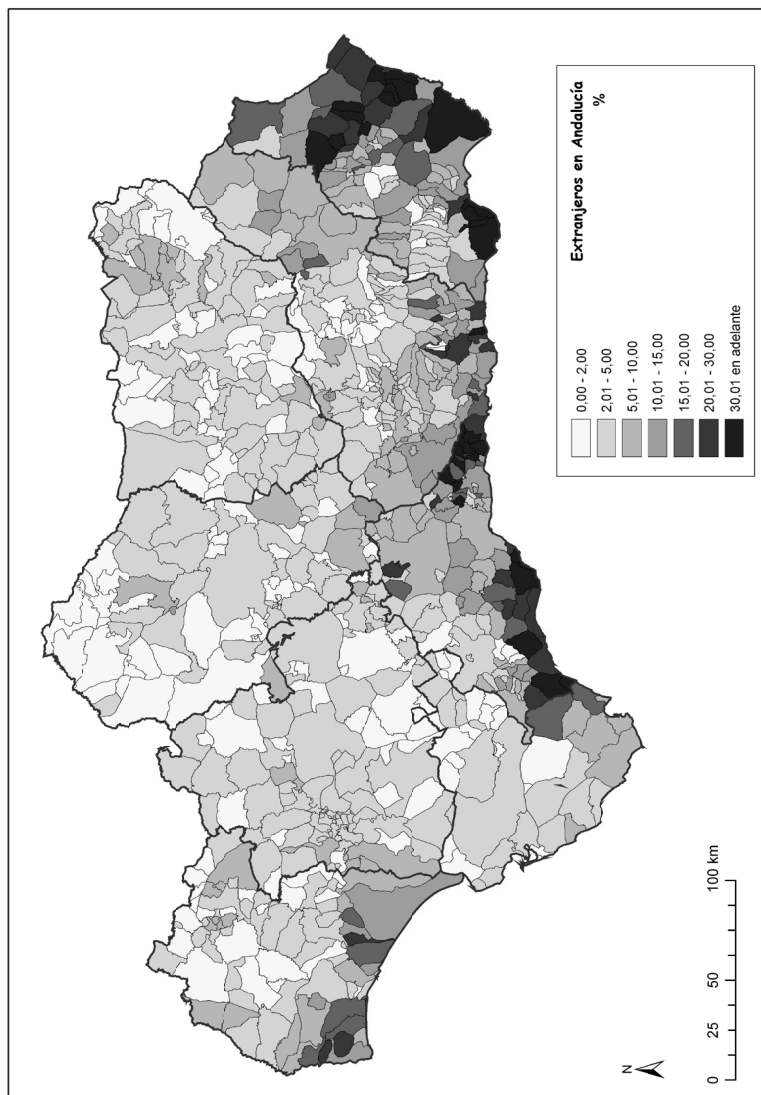 Extranjeros en Andalucía
%
0,00 - 2,00
2,01 - 5,00
5,01 - 10,00
10,01 - 15,00
15,01 - 20,00
20,01 - 30,00
30,01 en adelante
N
0 25 50 100 km